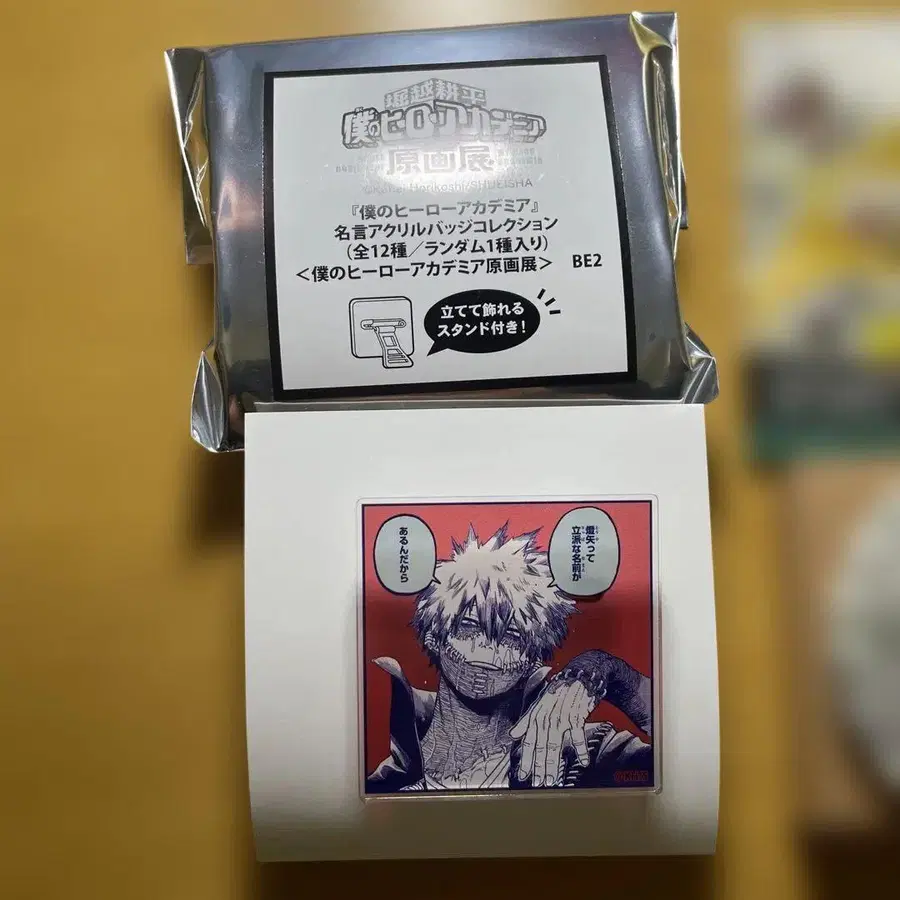 堀越耕平
僕のヒーローアカデミア
原画展
Horikoshi/SHUEISHA
『僕のヒーローアカデミア』
名言アクリルバッジコレクション
（全12種／ランダム1種入り）
＜僕のヒーローアカデミア原画展＞ BE2
立てて飾れる
スタンド付き！
燈矢って
立派な名前が
あるんだから